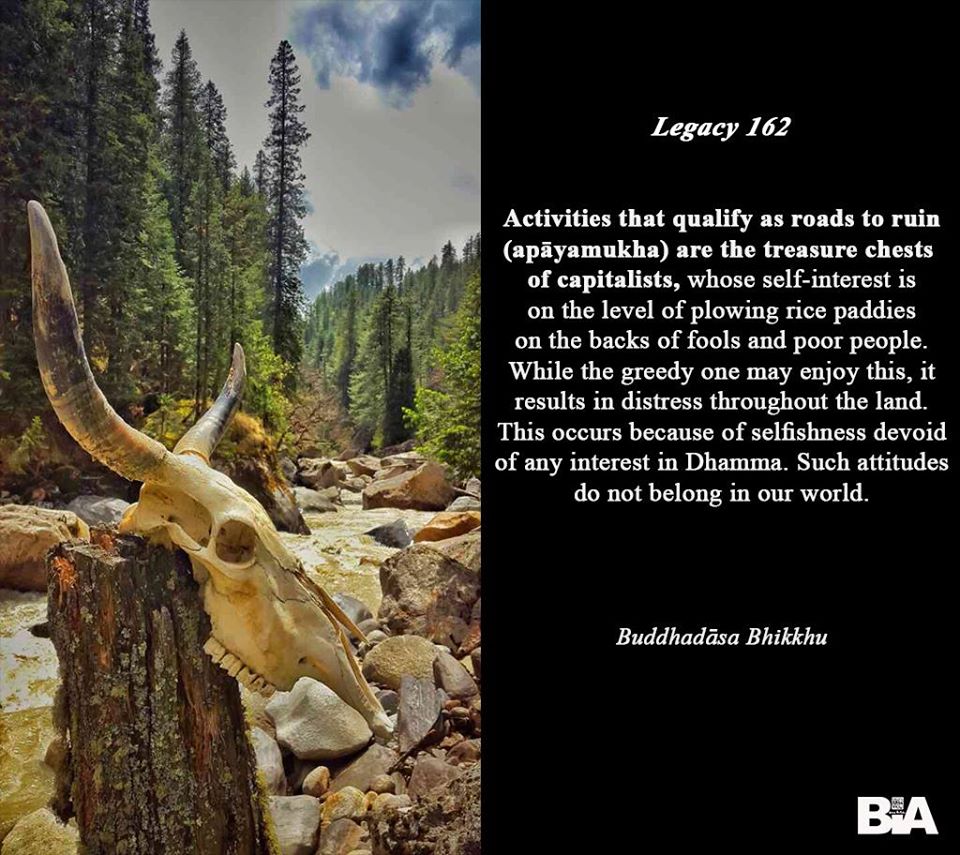 Legacy 162
Activities that qualify as roads to ruin
(apāyamukha) are the treasure chests
of capitalists, whose self-interest is
on the level of plowing rice paddies
on the backs of fools and poor people.
While the greedy one may enjoy this, it
results in distress throughout the land.
This occurs because of selfishness devoid
of any interest in Dhamma. Such attitudes
do not belong in our world.
Buddhadāsa Bhikkhu
BiA